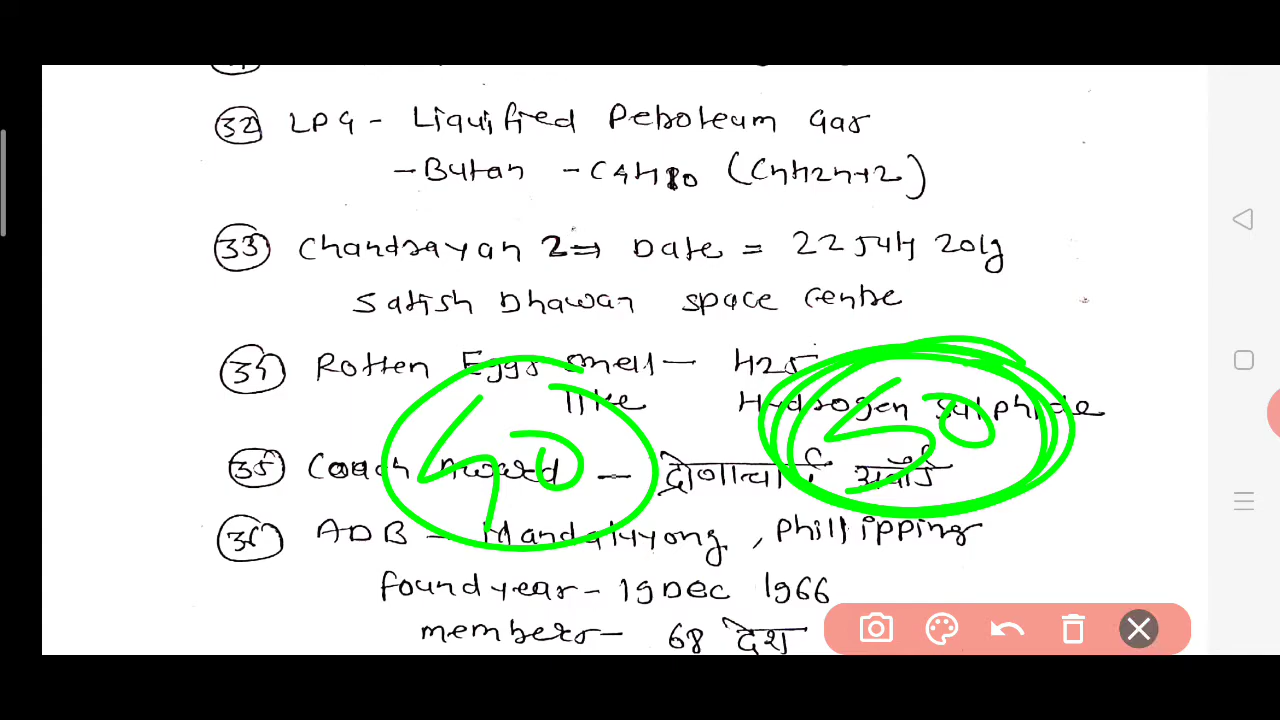 32 LPG - Liquified Petroleum Gas
- Butan - C4H10 (CnH2n+2)
33 Chandrayan 2 ⇒ Date = 22 July 2019
Satish Dhawan space centre
34 Rotten Eggs smell - H2S
like Hydrogen sulphide
40 50
35 Coach Award - द्रोणाचार्य अवॉर्ड
36 ADB - Mandaluyong, Phillippins
found year - 19 Dec 1966
members - 68 देश